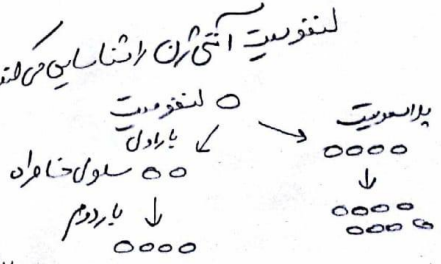 لنفوسیت آنتی ژن را شناسایی می کند
لنفوسیت
پلاسموسیت
بار اول
سلول خاطره
بار دوم